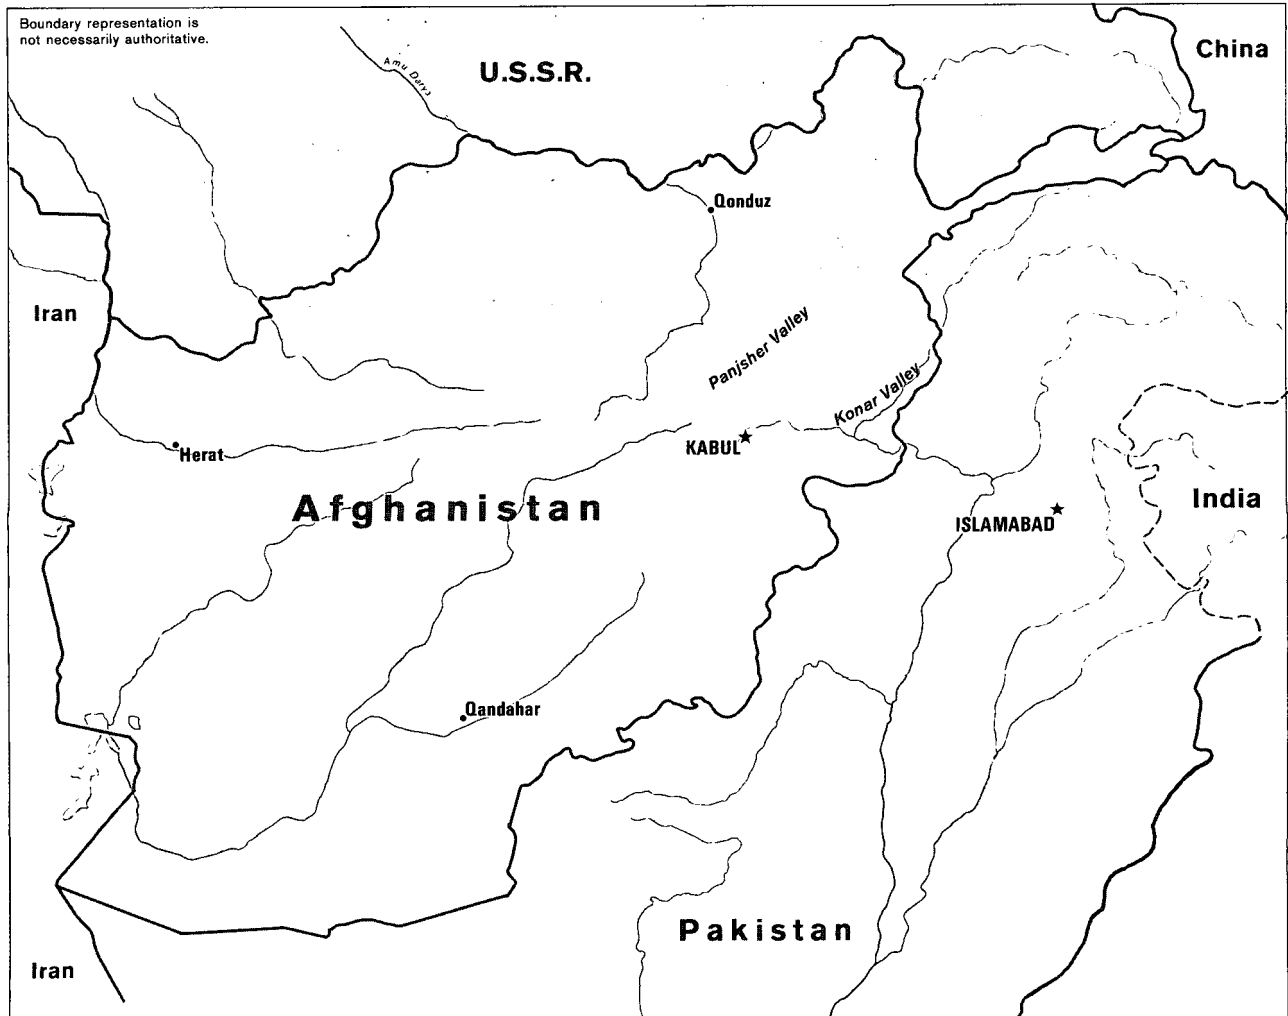 Boundary representation is
not necessarily authoritative.
U.S.S.R.
China
Amu Darya
Qonduz
Iran
Panjsher Valley
Konar Valley
Herat
KABUL
Afghanistan
India
ISLAMABAD
Qandahar
Pakistan
Iran